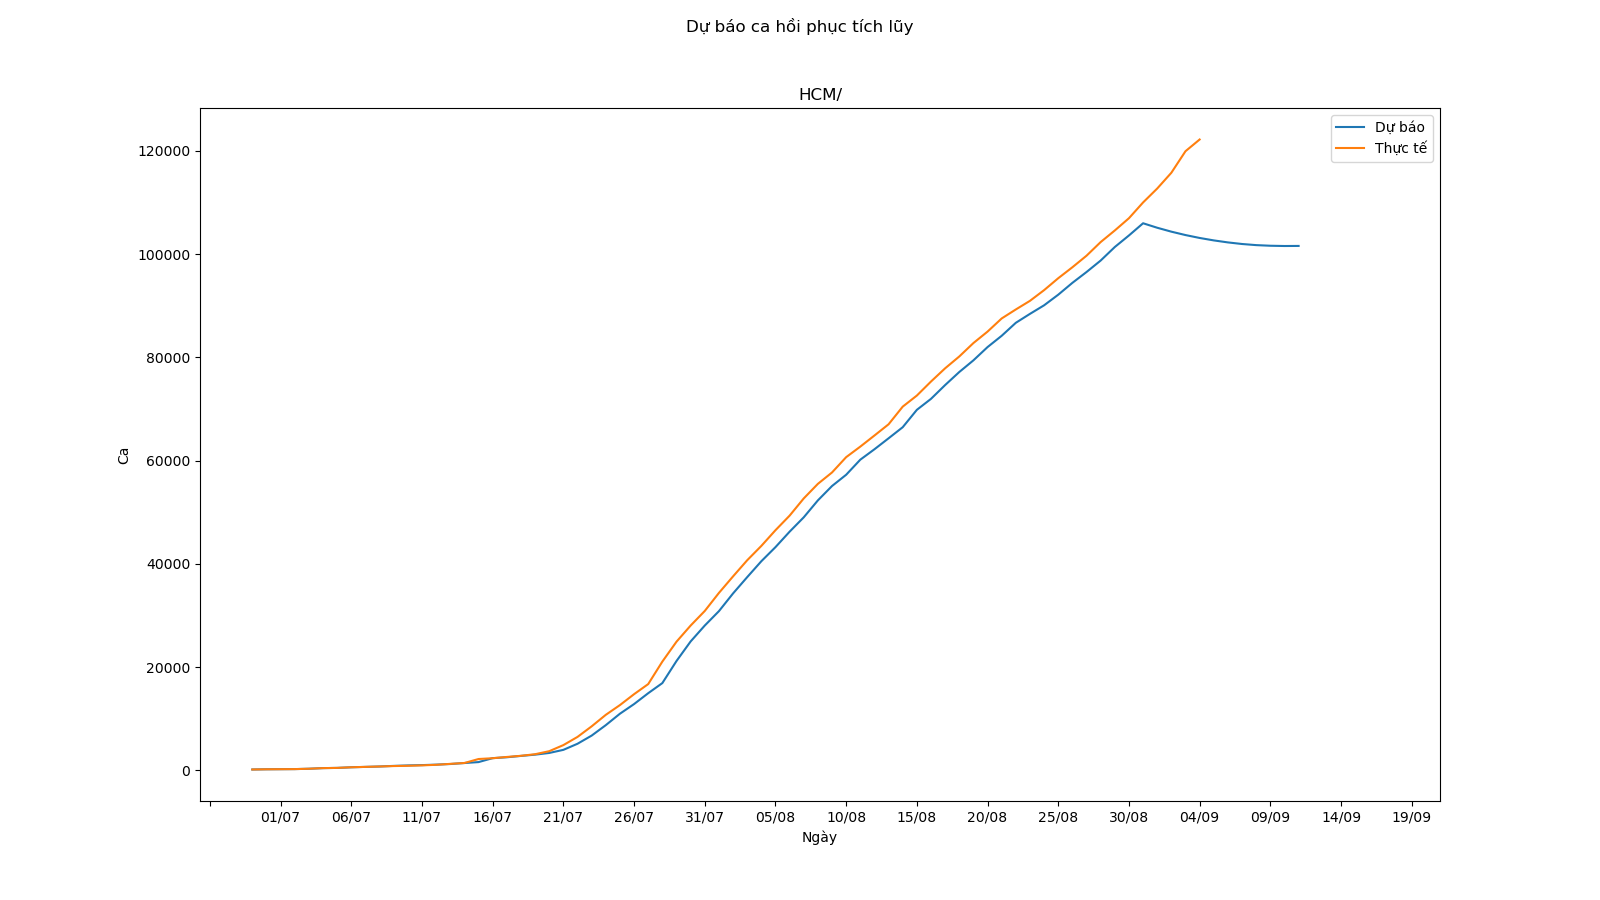 Dự báo ca hồi phục tích lũy
HCM/
Dự báo
Thực tế
120000
100000
80000
60000
40000
20000
0
Ca
01/07 06/07 11/07 16/07 21/07 26/07 31/07 05/08 10/08 15/08 20/08 25/08 30/08 04/09 09/09 14/09 19/09
Ngày